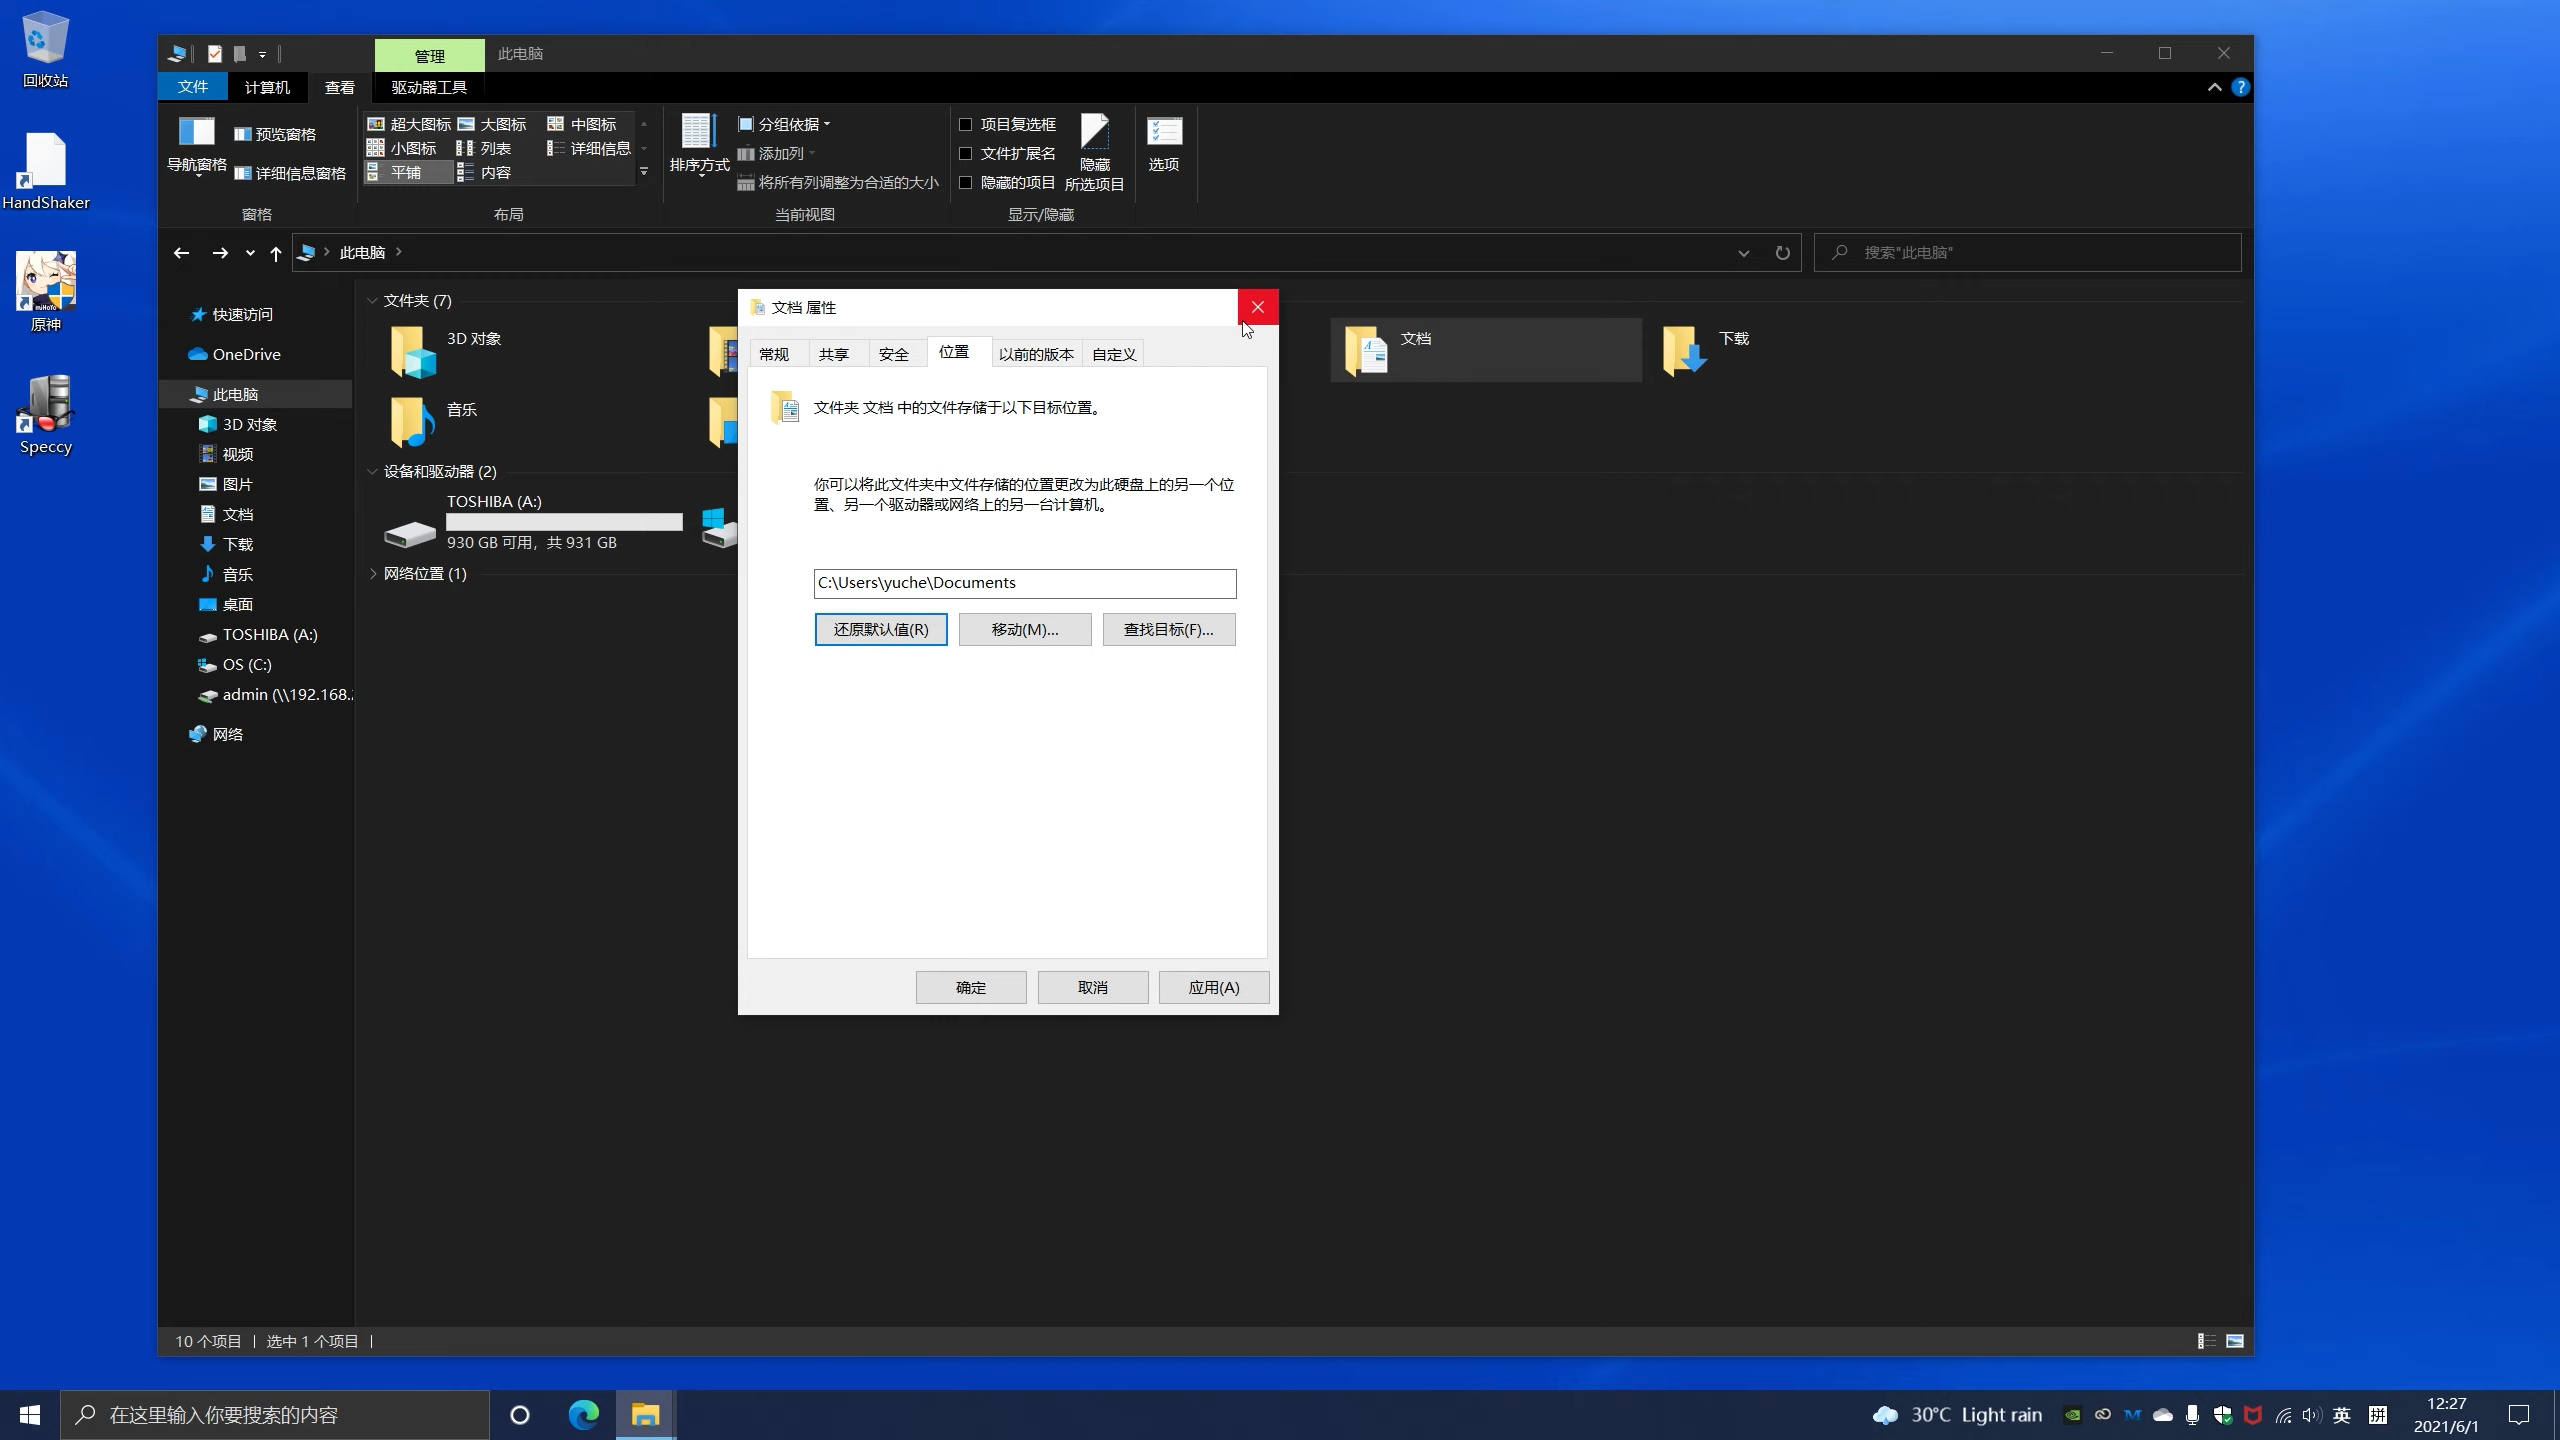 回收站
HandShaker
miHoYo
原神
Speccy
管理
此电脑
文件
计算机
查看
驱动器工具
导航窗格
预览窗格
详细信息窗格
窗格
超大图标
大图标
中图标
小图标
列表
详细信息
平铺
内容
布局
排序方式
分组依据
添加列
将所有列调整为合适的大小
当前视图
项目复选框
文件扩展名
隐藏的项目
隐藏
所选项目
显示/隐藏
选项
此电脑
搜索"此电脑"
快速访问
OneDrive
此电脑
3D 对象
视频
图片
文档
下载
音乐
桌面
TOSHIBA (A:)
OS (C:)
admin (\\192.168.
网络
文件夹 (7)
3D 对象
文档
下载
音乐
设备和驱动器 (2)
TOSHIBA (A:)
930 GB 可用，共 931 GB
网络位置 (1)
文档 属性
常规
共享
安全
位置
以前的版本
自定义
文件夹 文档 中的文件存储于以下目标位置。
你可以将此文件夹中文件存储的位置更改为此硬盘上的另一个位
置、另一个驱动器或网络上的另一台计算机。
C:\Users\yuche\Documents
还原默认值(R)
移动(M)...
查找目标(F)...
确定
取消
应用(A)
10 个项目
选中 1 个项目
在这里输入你要搜索的内容
30°C Light rain
英
拼
12:27
2021/6/1